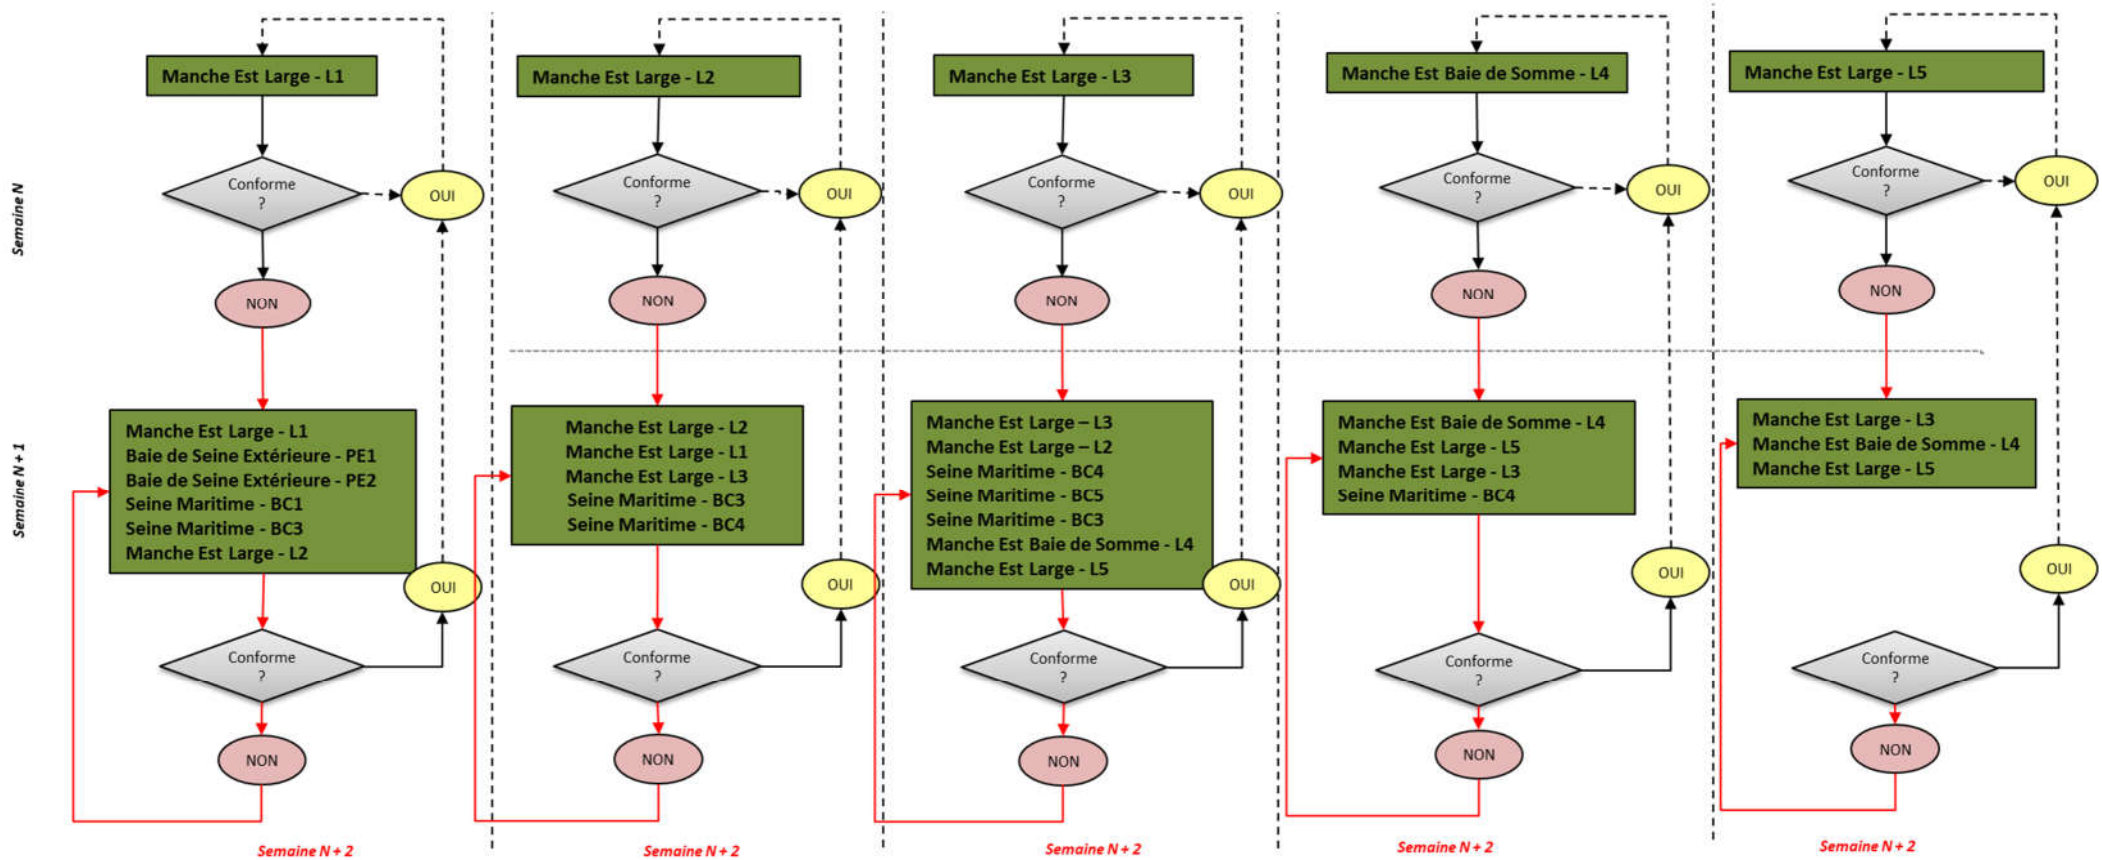 Semaine N
Manche Est Large - L1
Conforme
?
OUI
NON
Manche Est Large - L2
Conforme
?
OUI
NON
Manche Est Large - L3
Conforme
?
OUI
NON
Manche Est Baie de Somme - L4
Conforme
?
OUI
NON
Manche Est Large - L5
Conforme
?
OUI
NON
Semaine N + 1
Manche Est Large - L1
Baie de Seine Extérieure - PE1
Baie de Seine Extérieure - PE2
Seine Maritime - BC1
Seine Maritime - BC3
Manche Est Large - L2
OUI
Conforme
?
NON
Semaine N + 2
Manche Est Large - L2
Manche Est Large - L1
Manche Est Large - L3
Seine Maritime - BC3
Seine Maritime - BC4
OUI
Conforme
?
NON
Semaine N + 2
Manche Est Large – L3
Manche Est Large – L2
Seine Maritime - BC4
Seine Maritime - BC5
Seine Maritime - BC3
Manche Est Baie de Somme - L4
Manche Est Large - L5
OUI
Conforme
?
NON
Semaine N + 2
Manche Est Baie de Somme - L4
Manche Est Large - L5
Manche Est Large - L3
Seine Maritime - BC4
OUI
Conforme
?
NON
Semaine N + 2
Manche Est Large - L3
Manche Est Baie de Somme - L4
Manche Est Large - L5
OUI
Conforme
?
NON
Semaine N + 2